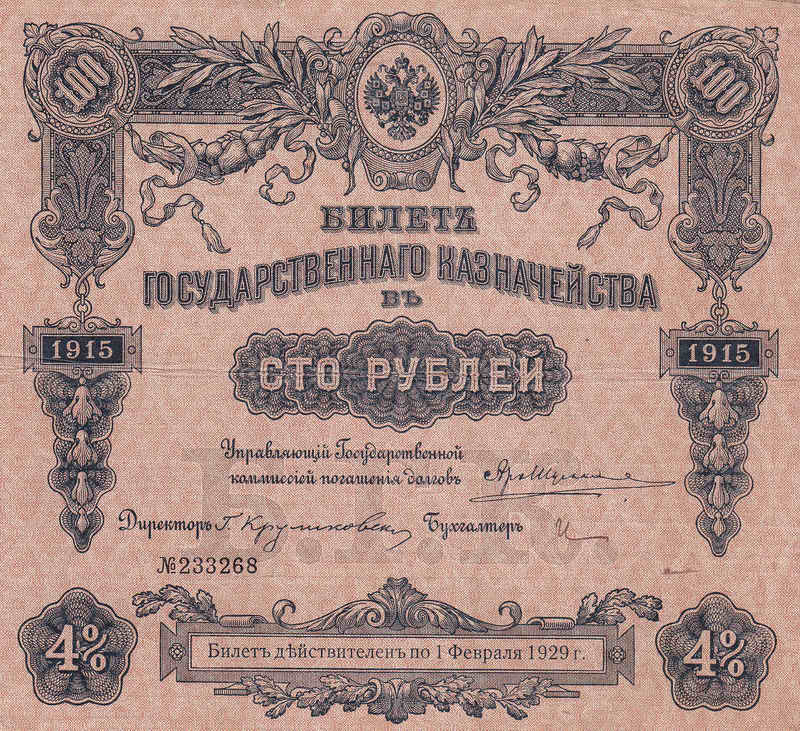 100 100
БИЛЕТЪ
ГОСУДАРСТВЕННАГО КАЗНАЧЕЙСТВА
ВЪ
1915 1915
СТО РУБЛЕЙ
Управляющій Государственной
коммиссіей погашенія долговъ
Директоръ Бухгалтеръ
№233268
4% 4%
Билетъ дѣйствителенъ по 1 Февраля 1929 г.